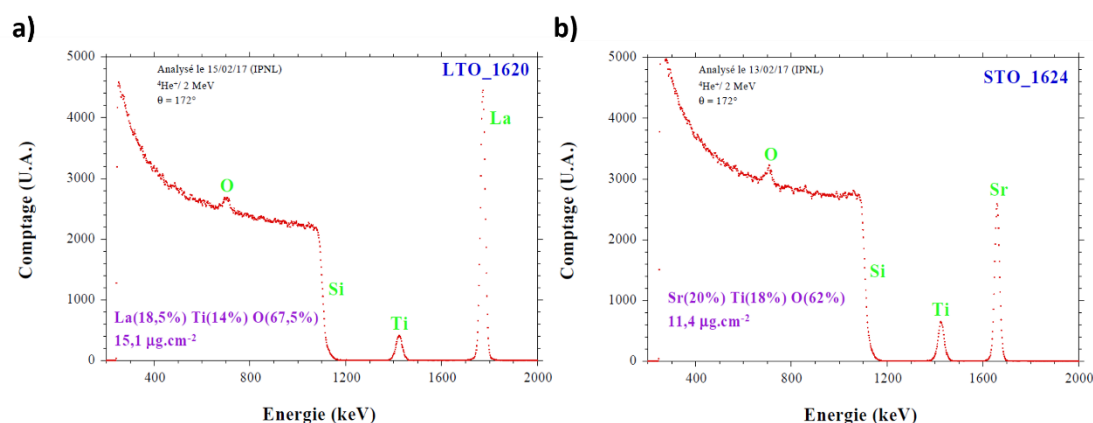 a)
5000
4000
3000
2000
1000
0
Comptage (U.A.)
Analysé le 15/02/17 (IPNL)
⁴He⁺/ 2 MeV
θ = 172°
LTO_1620
La
O
Si
Ti
La(18,5%) Ti(14%) O(67,5%)
15,1 µg.cm⁻²
400 800 1200 1600 2000
Energie (keV)
b)
5000
4000
3000
2000
1000
0
Comptage (U.A.)
Analysé le 13/02/17 (IPNL)
⁴He⁺/ 2 MeV
θ = 172°
STO_1624
O
Sr
Si
Ti
Sr(20%) Ti(18%) O(62%)
11,4 µg.cm⁻²
400 800 1200 1600 2000
Energie (keV)